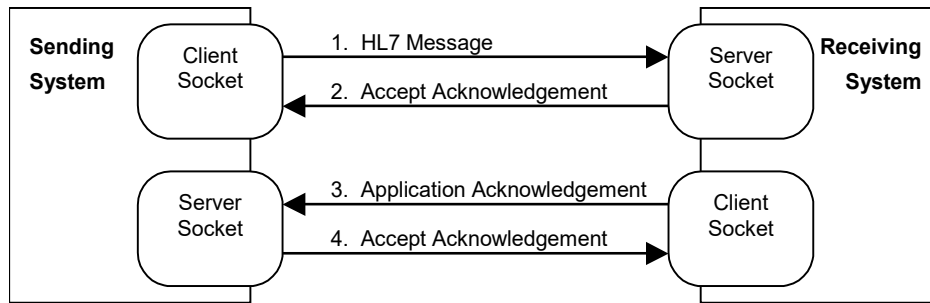 Sending
System
Client
Socket
1. HL7 Message
2. Accept Acknowledgement
Server
Socket
Receiving
System
Server
Socket
3. Application Acknowledgement
4. Accept Acknowledgement
Client
Socket